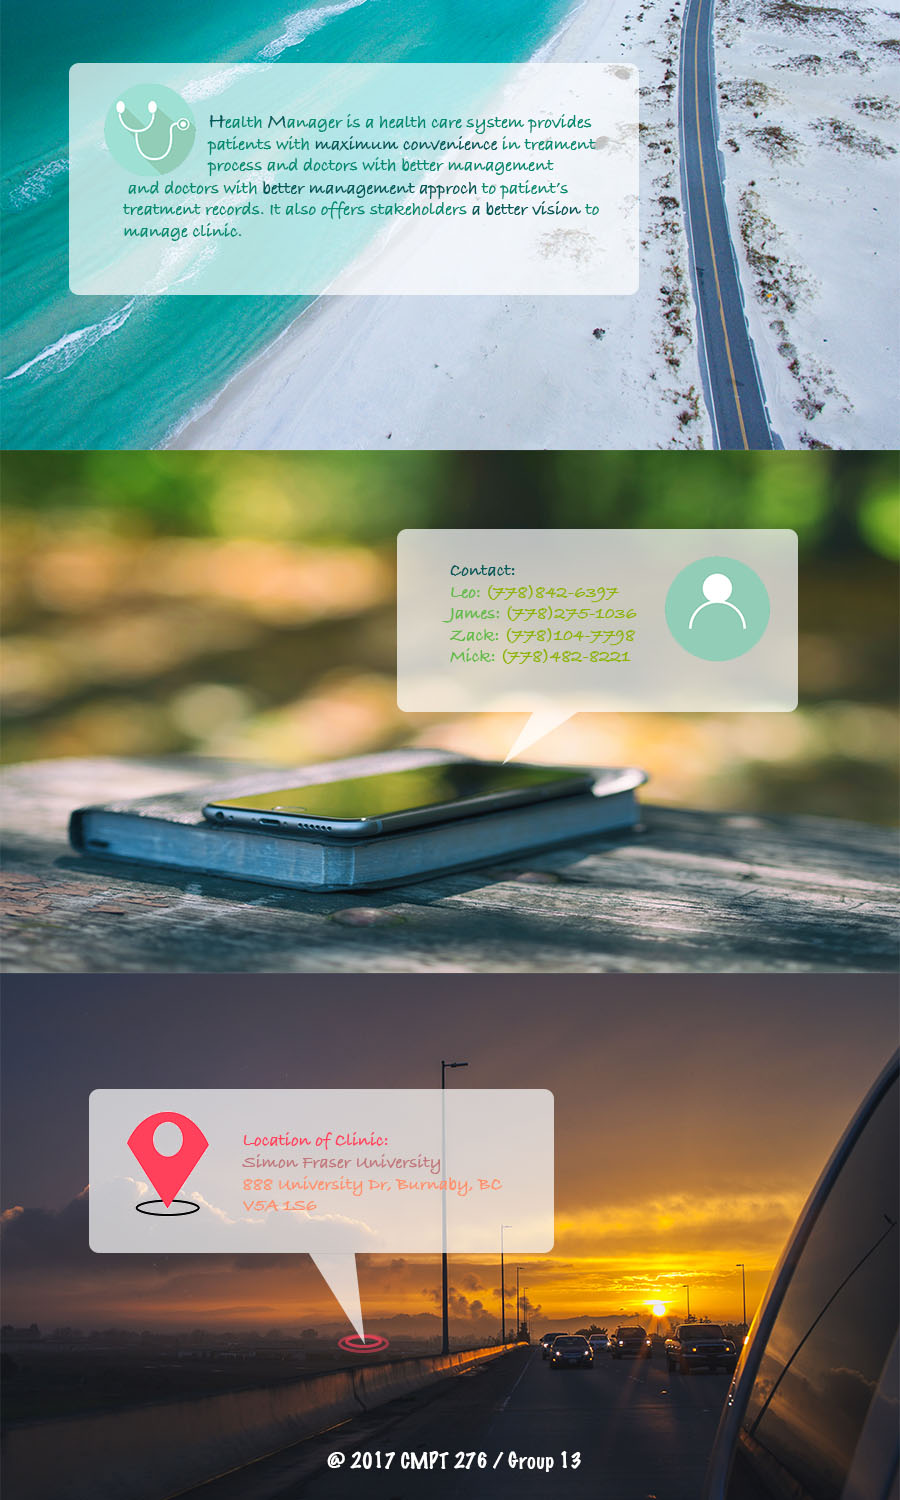 Health Manager is a health care system provides
patients with maximum convenience in treament
process and doctors with better management
and doctors with better management approch to patient's
treatment records. It also offers stakeholders a better vision to
manage clinic.
Contact:
Leo: (778)842-6397
James: (778)275-1036
Zack: (778)104-7798
Mick: (778)482-8221
Location of Clinic:
Simon Fraser University
888 University Dr, Burnaby, BC
V5A 1S6
@ 2017 CMPT 276 / Group 13